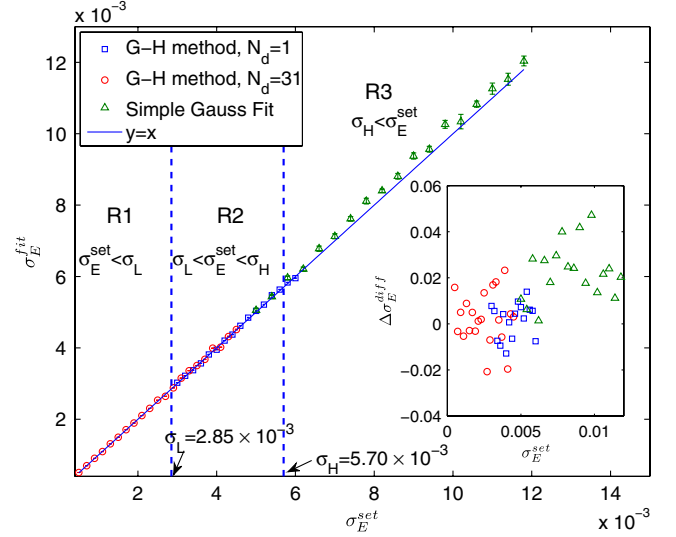 x 10⁻³
12
10
8
6
4
2
σ_E^fit
G-H method, N_d=1
G-H method, N_d=31
Simple Gauss Fit
y=x
R1
σ_E^set<σ_L
R2
σ_L<σ_E^set<σ_H
R3
σ_H<σ_E^set
σ_L=2.85 × 10⁻³
σ_H=5.70 × 10⁻³
0.06
0.04
0.02
0
−0.02
−0.04
Δσ_E^diff
0 0.005 0.01
σ_E^set
2 4 6 8 10 12 14
σ_E^set
x 10⁻³